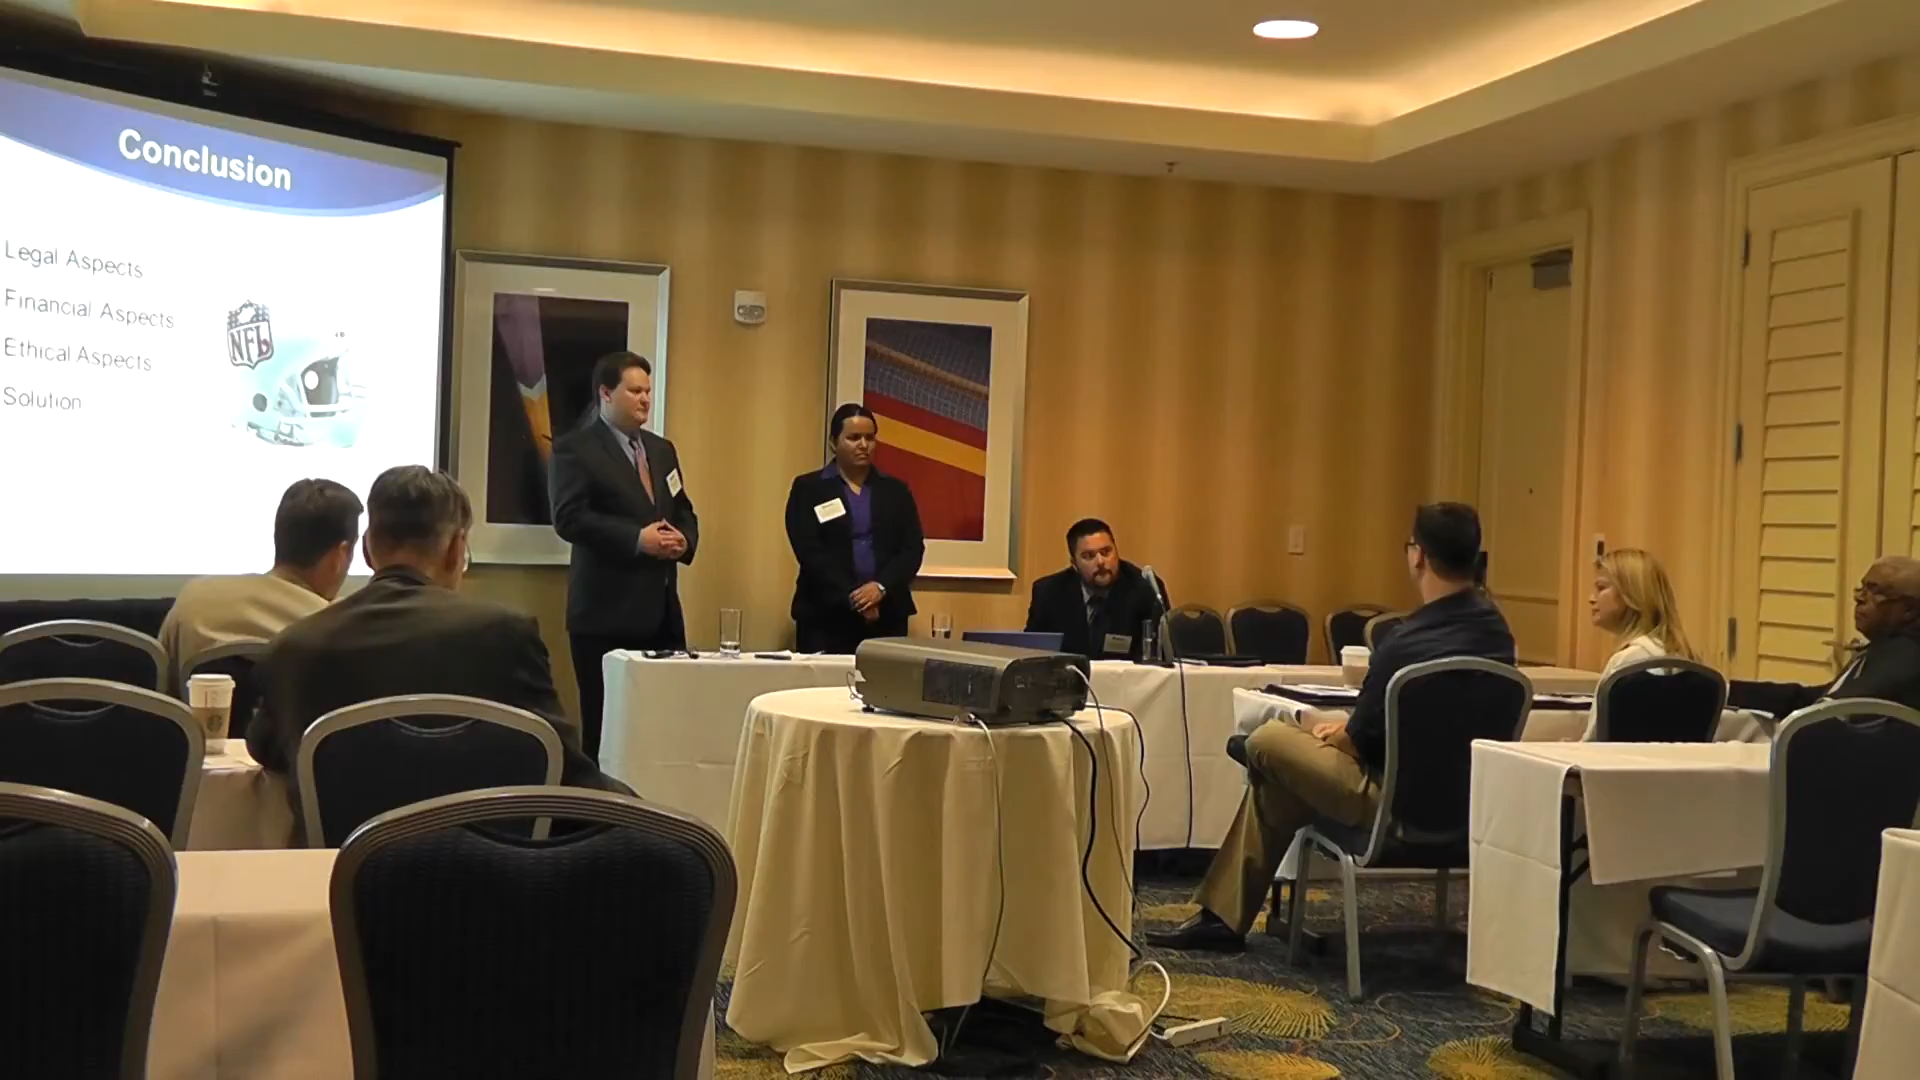 Conclusion
Legal Aspects
Financial Aspects
Ethical Aspects
Solution
NFL